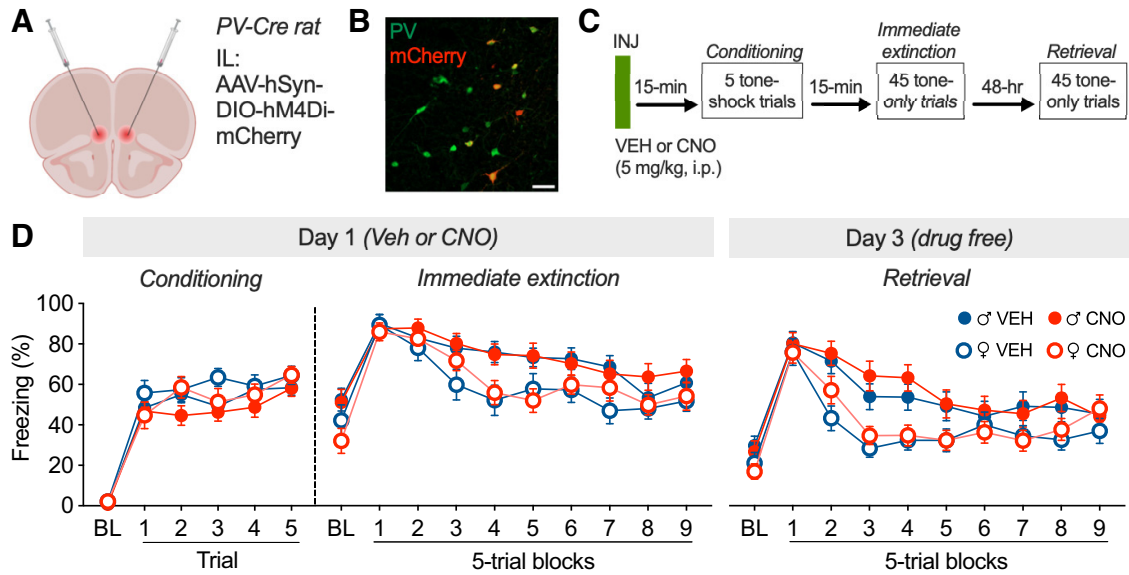 A
PV-Cre rat
IL:
AAV-hSyn-
DIO-hM4Di-
mCherry
B
PV
mCherry
C
INJ
15-min
Conditioning
5 tone-
shock trials
15-min
Immediate
extinction
45 tone-
only trials
48-hr
Retrieval
45 tone-
only trials
VEH or CNO
(5 mg/kg, i.p.)
D
Day 1 (Veh or CNO)
Day 3 (drug free)
Conditioning
Immediate extinction
Retrieval
♂ VEH ♂ CNO
♀ VEH ♀ CNO
Freezing (%)
100
80
60
40
20
0
BL 1 2 3 4 5
Trial
BL 1 2 3 4 5 6 7 8 9
5-trial blocks
BL 1 2 3 4 5 6 7 8 9
5-trial blocks